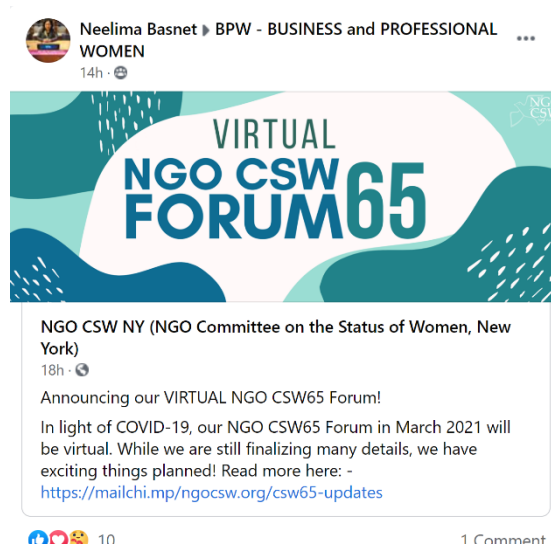 Neelima Basnet ▸ BPW - BUSINESS and PROFESSIONAL
WOMEN
14h ·
NGO
CSW
VIRTUAL
NGO CSW
FORUM65
NGO CSW NY (NGO Committee on the Status of Women, New
York)
18h ·
Announcing our VIRTUAL NGO CSW65 Forum!
In light of COVID-19, our NGO CSW65 Forum in March 2021 will
be virtual. While we are still finalizing many details, we have
exciting things planned! Read more here: -
https://mailchi.mp/ngocsw.org/csw65-updates
10
1 Comment